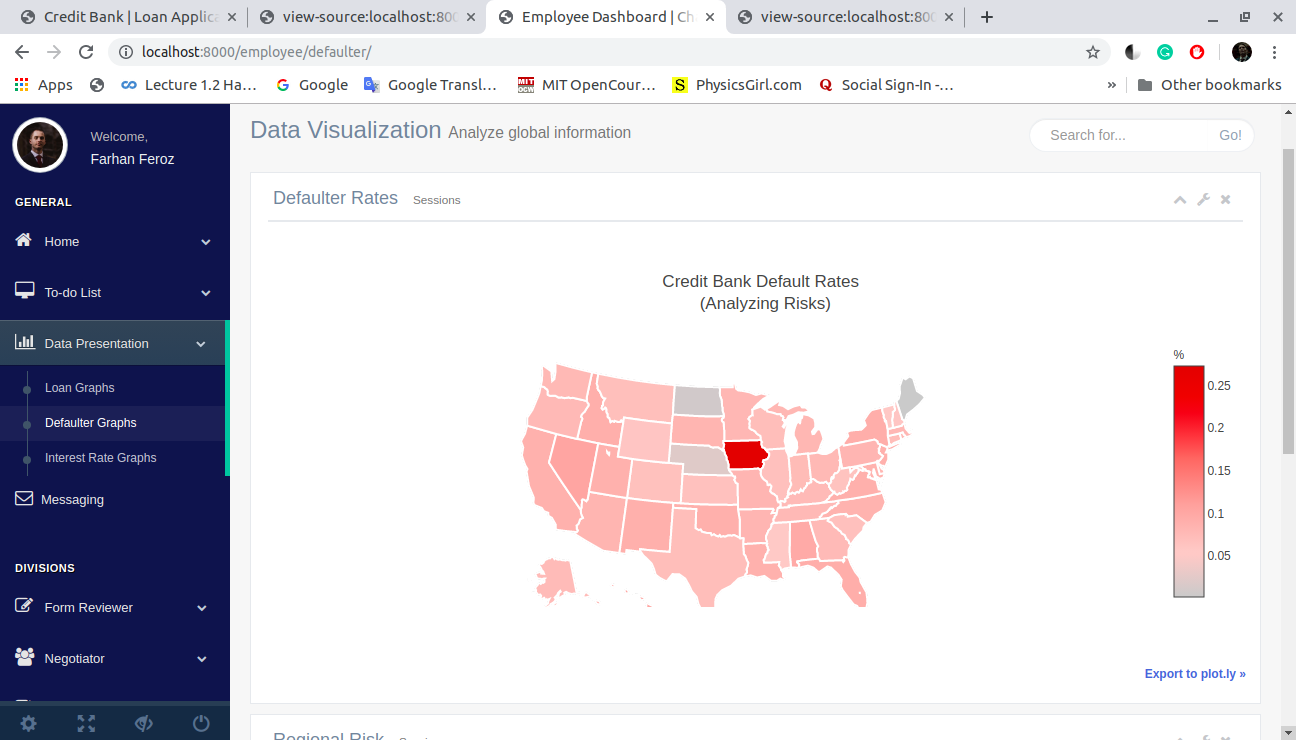 Credit Bank | Loan Applica
view-source:localhost:800
Employee Dashboard | Ch
view-source:localhost:800
localhost:8000/employee/defaulter/
Apps
Lecture 1.2 Ha…
Google
Google Transl…
MIT OpenCour…
PhysicsGirl.com
Social Sign-In -…
»
Other bookmarks
Welcome,
Farhan Feroz
GENERAL
Home
To-do List
Data Presentation
Loan Graphs
Defaulter Graphs
Interest Rate Graphs
Messaging
DIVISIONS
Form Reviewer
Negotiator
Data Visualization Analyze global information
Search for...
Go!
Defaulter Rates Sessions
Credit Bank Default Rates
(Analyzing Risks)
%
0.25
0.2
0.15
0.1
0.05
Export to plot.ly »
Regional Risk